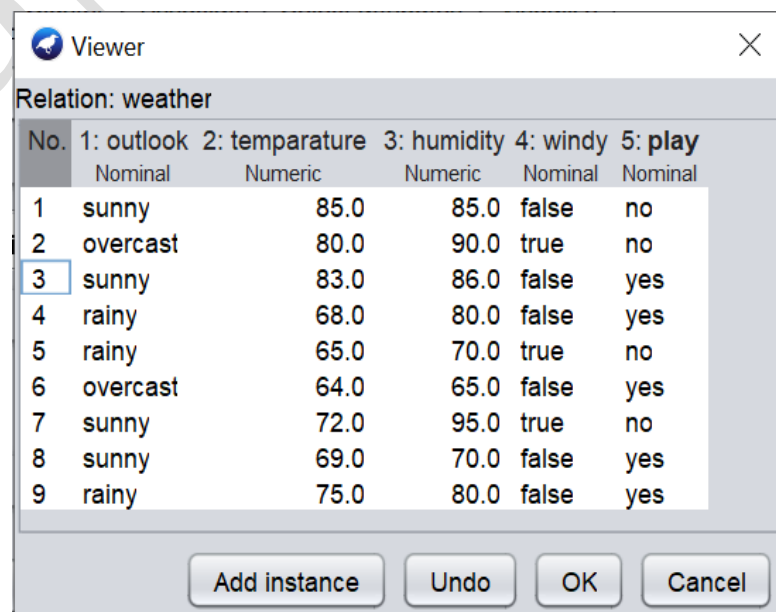 Viewer
Relation: weather
No. 1: outlook 2: temparature 3: humidity 4: windy 5: play
Nominal Numeric Numeric Nominal Nominal
1 sunny 85.0 85.0 false no
2 overcast 80.0 90.0 true no
3 sunny 83.0 86.0 false yes
4 rainy 68.0 80.0 false yes
5 rainy 65.0 70.0 true no
6 overcast 64.0 65.0 false yes
7 sunny 72.0 95.0 true no
8 sunny 69.0 70.0 false yes
9 rainy 75.0 80.0 false yes
Add instance Undo OK Cancel